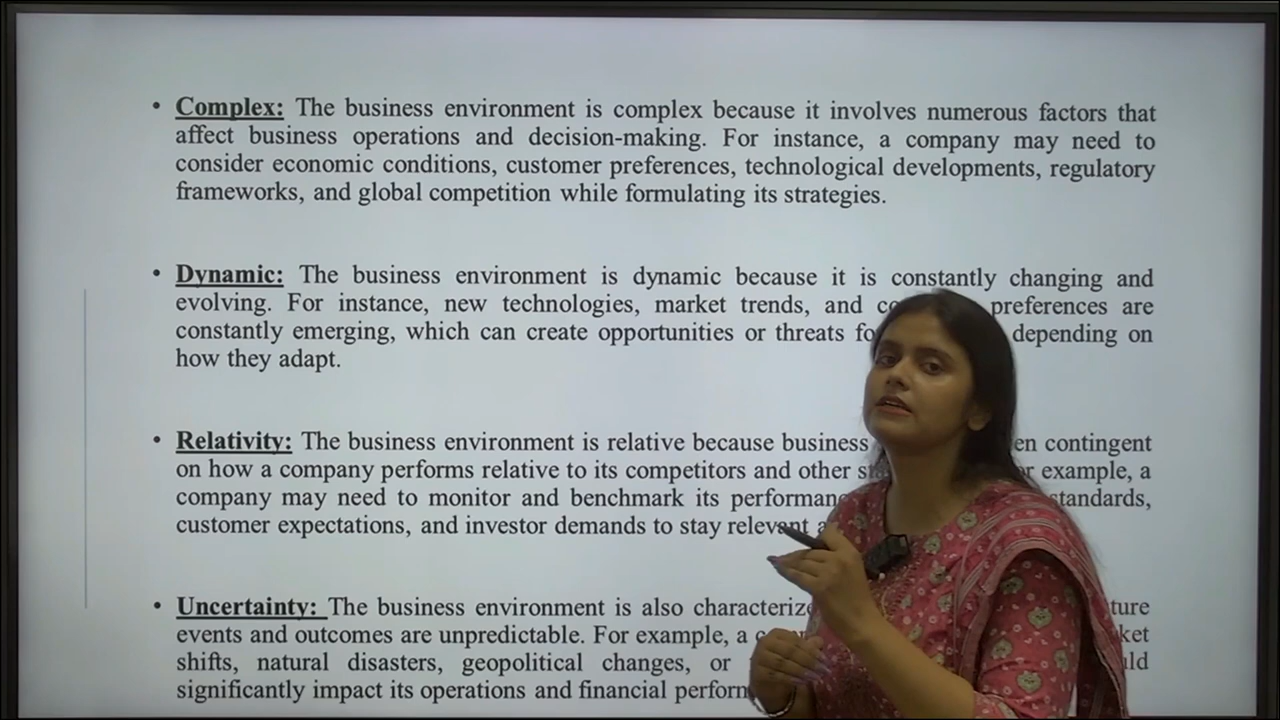 • Complex: The business environment is complex because it involves numerous factors that
affect business operations and decision-making. For instance, a company may need to
consider economic conditions, customer preferences, technological developments, regulatory
frameworks, and global competition while formulating its strategies.
• Dynamic: The business environment is dynamic because it is constantly changing and
evolving. For instance, new technologies, market trends, and preferences are
constantly emerging, which can create opportunities or threats depending on
how they adapt.
• Relativity: The business environment is relative because business contingent
on how a company performs relative to its competitors and other example, a
company may need to monitor and benchmark its standards,
customer expectations, and investor demands to stay relevant
• Uncertainty: The business environment is also
events and outcomes are unpredictable. For example, a
shifts, natural disasters, geopolitical changes, or
significantly impact its operations and financial